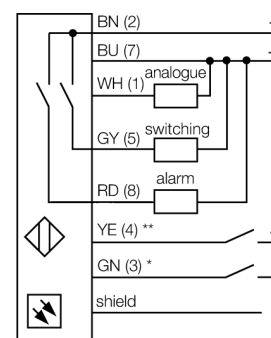 BN (2)
BU (7)
WH (1) analogue
GY (5) switching
RD (8) alarm
YE (4) **
GN (3) *
shield